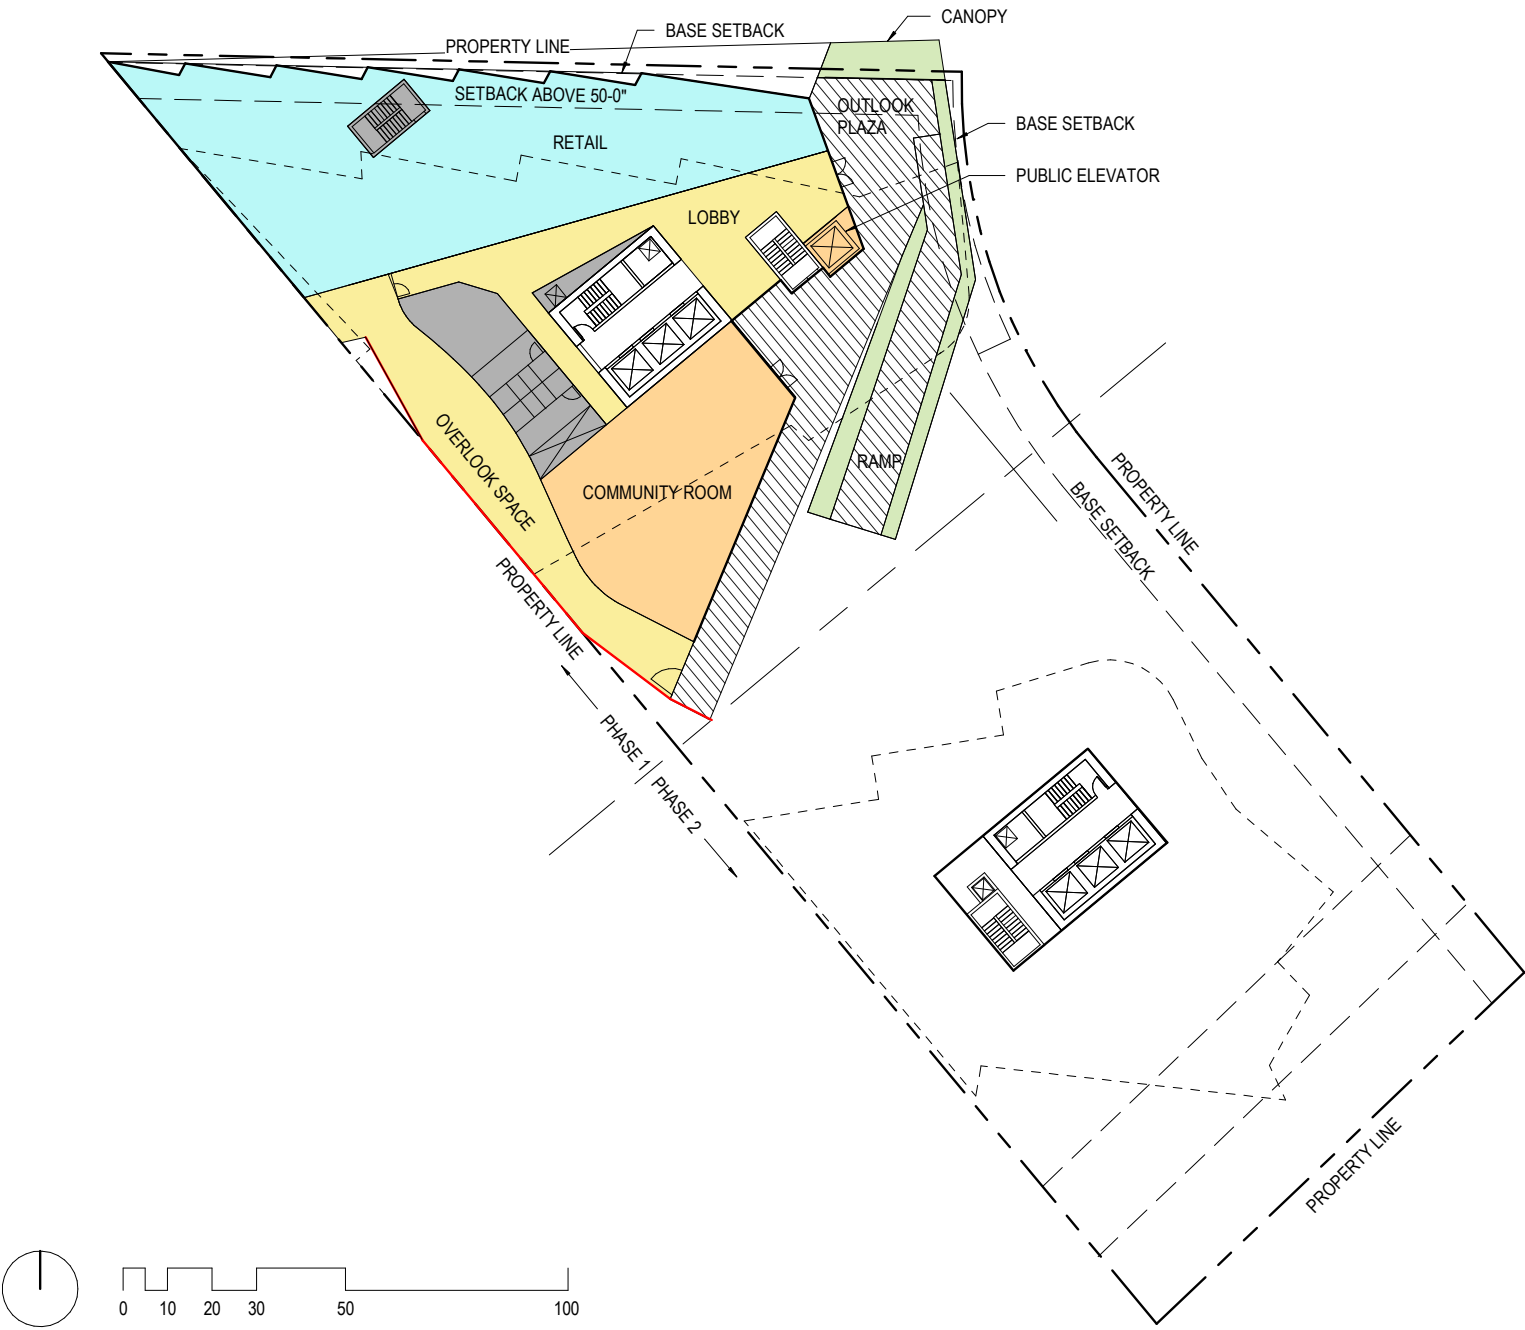 CANOPY
BASE SETBACK
PROPERTY LINE
SETBACK ABOVE 50-0"
OUTLOOK
PLAZA
BASE SETBACK
RETAIL
PUBLIC ELEVATOR
LOBBY
OVERLOOK SPACE
COMMUNITY ROOM
RAMP
PROPERTY LINE
BASE SETBACK
PROPERTY LINE
PHASE 1
PHASE 2
PROPERTY LINE
0 10 20 30 50 100